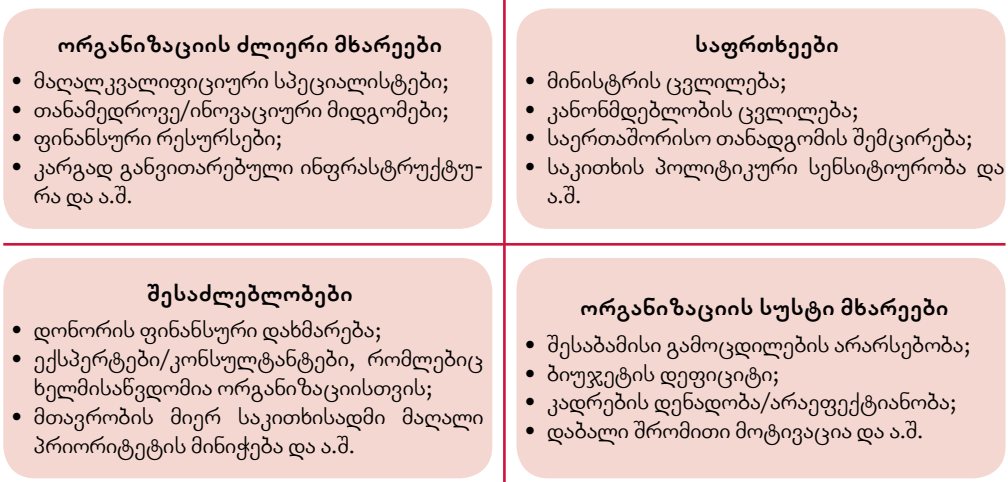 ორგანიზაციის ძლიერი მხარეები
• მაღალკვალიფიციური სპეციალისტები;
• თანამედროვე/ინოვაციური მიდგომები;
• ფინანსური რესურსები;
• კარგად განვითარებული ინფრასტრუქტუ-
რა და ა.შ.
საფრთხეები
• მინისტრის ცვლილება;
• კანონმდებლობის ცვლილება;
• საერთაშორისო თანადგომის შემცირება;
• საკითხის პოლიტიკური სენსიტიურობა და
ა.შ.
შესაძლებლობები
• დონორის ფინანსური დახმარება;
• ექსპერტები/კონსულტანტები, რომლებიც
ხელმისაწვდომია ორგანიზაციისთვის;
• მთავრობის მიერ საკითხისადმი მაღალი
პრიორიტეტის მინიჭება და ა.შ.
ორგანიზაციის სუსტი მხარეები
• შესაბამისი გამოცდილების არარსებობა;
• ბიუჯეტის დეფიციტი;
• კადრების დენადობა/არაეფექტიანობა;
• დაბალი შრომითი მოტივაცია და ა.შ.